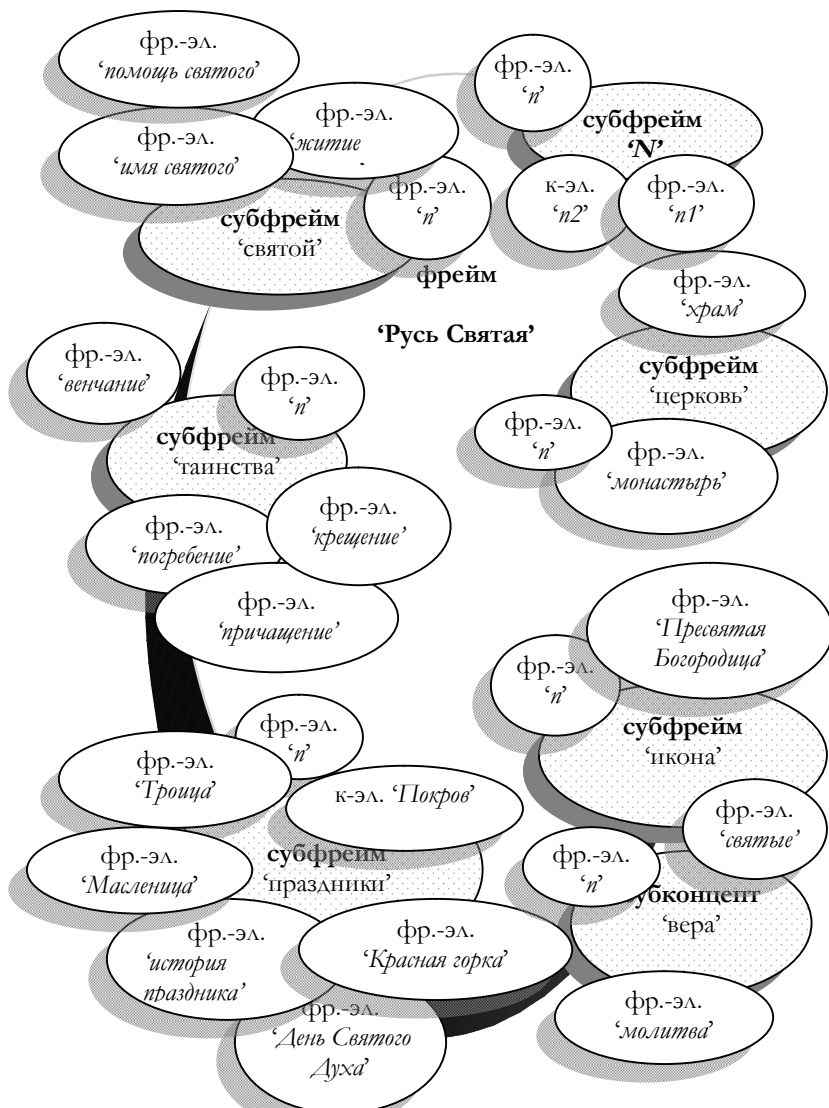 фр.-эл.
‘помощь святого’
фр.-эл.
‘имя святого’
фр.-эл.
‘житие
фр.-эл.
‘n’
субфрейм
‘святой’
фр.-эл.
‘n’
субфрейм
‘N’
к-эл.
‘n2’
фр.-эл.
‘n1’
фрейм
‘Русь Святая’
фр.-эл.
‘храм’
субфрейм
‘церковь’
фр.-эл.
‘n’
фр.-эл.
‘монастырь’
фр.-эл.
‘венчание’
фр.-эл.
‘n’
субфрейм
‘таинства’
фр.-эл.
‘крещение’
фр.-эл.
‘погребение’
фр.-эл.
‘причащение’
фр.-эл.
‘Пресвятая
Богородица’
фр.-эл.
‘n’
субфрейм
‘икона’
фр.-эл.
‘святые’
фр.-эл.
‘n’
фр.-эл.
‘Троица’
к-эл. ‘Покров’
субфрейм
‘праздники’
фр.-эл.
‘Масленица’
фр.-эл.
‘история
праздника’
фр.-эл.
‘Красная горка’
фр.-эл.
‘День Святого
Духа’
фр.-эл.
‘n’
убконцепт
‘вера’
фр.-эл.
‘молитва’